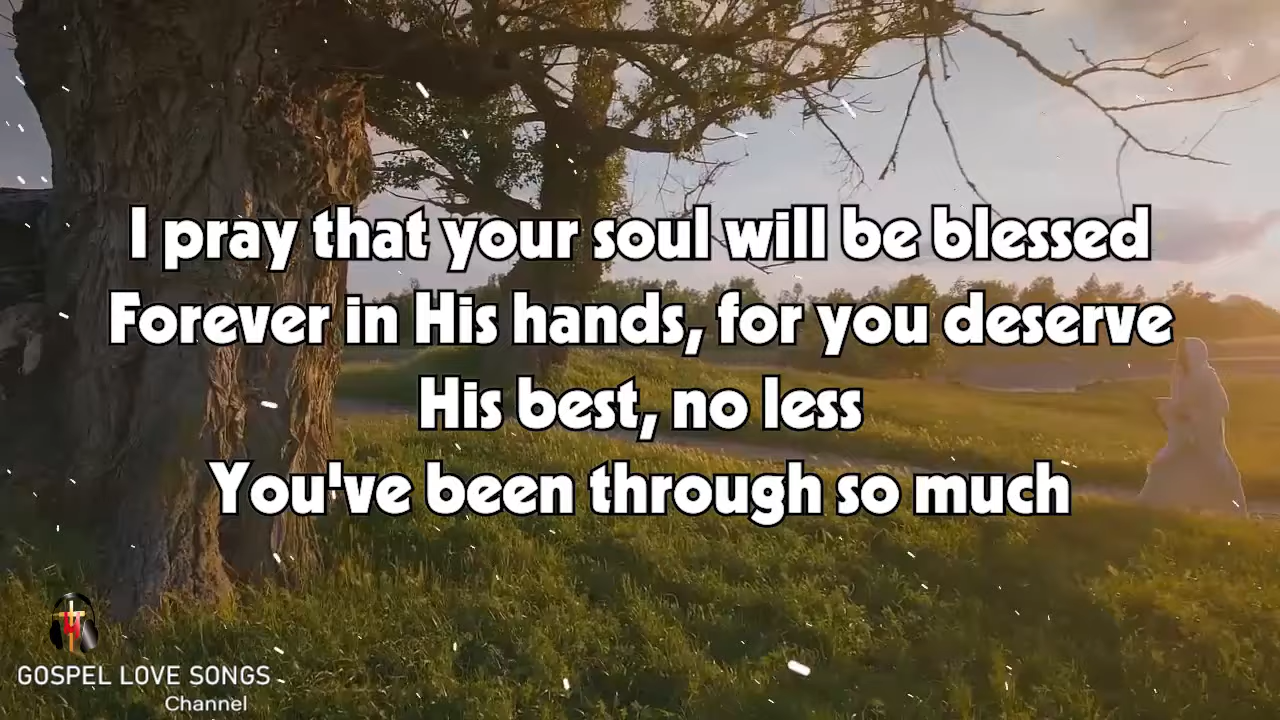 I pray that your soul will be blessed
Forever in His hands, for you deserve
His best, no less
You've been through so much
GOSPEL LOVE SONGS
Channel